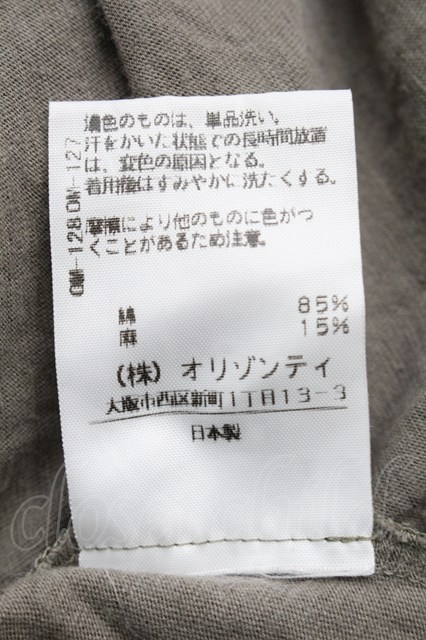 濃色のものは、単品洗い。
汗をかいた状態での長時間放置
は、変色の原因となる。
着用後はすみやかに洗たくする。
摩擦により他のものに色がつ
くことがあるため注意。
OM-128 OM-127
綿 85%
麻 15%
(株) オリゾンティ
大阪市西区新町1丁目13-3
日本製